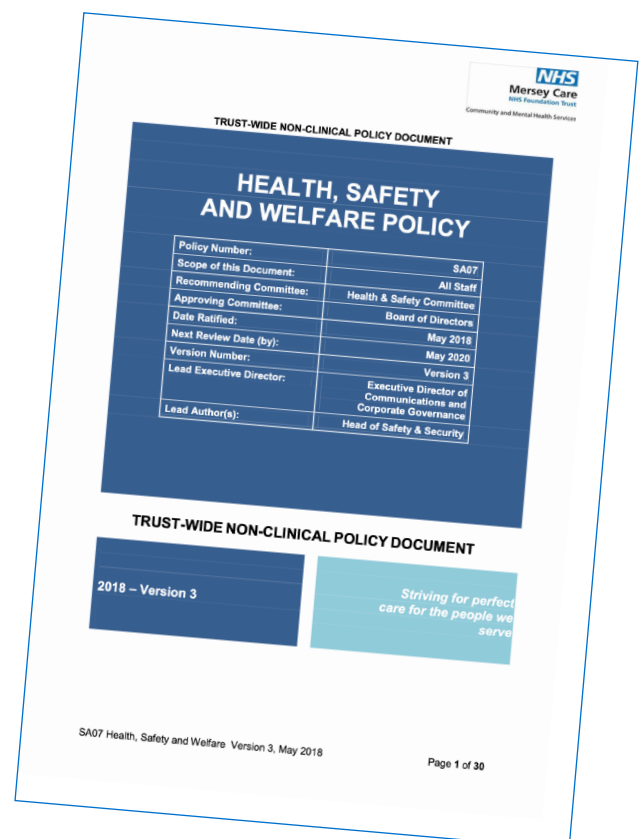 NHS
Mersey Care
NHS Foundation Trust
Community and Mental Health Services
TRUST-WIDE NON-CLINICAL POLICY DOCUMENT
HEALTH, SAFETY
AND WELFARE POLICY
Policy Number: SA07
Scope of this Document: All Staff
Recommending Committee: Health & Safety Committee
Approving Committee: Board of Directors
Date Ratified: May 2018
Next Review Date (by): May 2020
Version Number: Version 3
Lead Executive Director: Executive Director of
Communications and
Corporate Governance
Lead Author(s): Head of Safety & Security
TRUST-WIDE NON-CLINICAL POLICY DOCUMENT
2018 – Version 3
Striving for perfect
care for the people we
serve
SA07 Health, Safety and Welfare Version 3, May 2018
Page 1 of 30